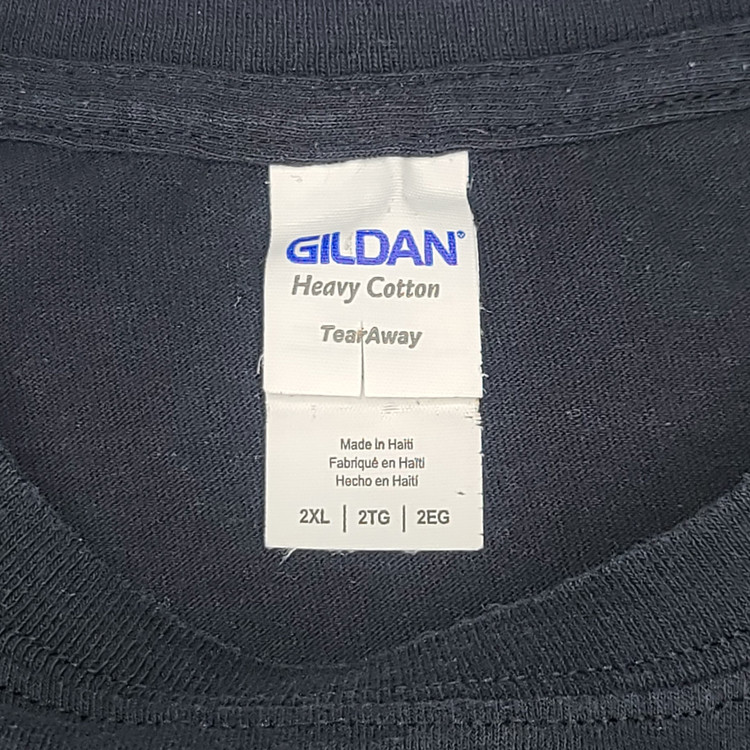 GILDAN®
Heavy Cotton
TearAway
Made in Haiti
Fabriqué en Haïti
Hecho en Haití
2XL | 2TG | 2EG